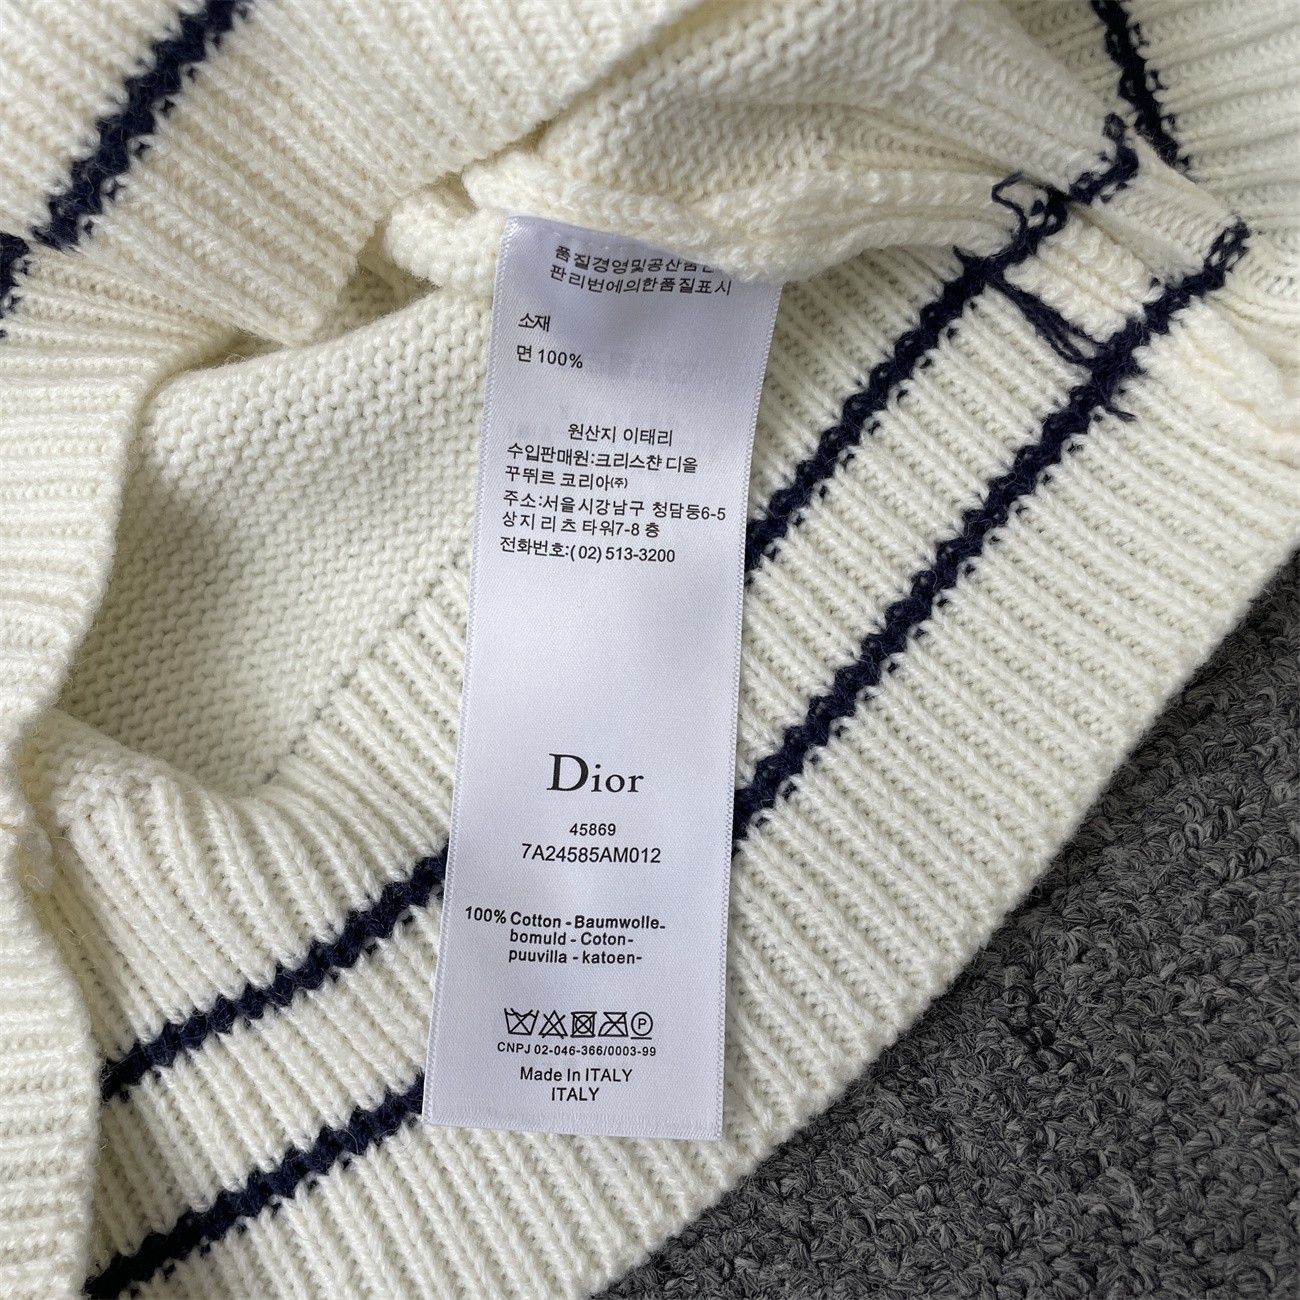 품질경영및공산품안
판리번에의한품질표시
소재
면 100%
원산지 이태리
수입판매원:크리스챤 디올
꾸뛰르 코리아(주)
주소:서울시강남구 청담동6-5
상지 리츠 타워7-8 층
전화번호:( 02) 513-3200
Dior
45869
7A24585AM012
100% Cotton - Baumwolle-
bomuld - Coton-
puuvilla - katoen-
P
CNPJ 02-046-366/0003-99
Made In ITALY
ITALY